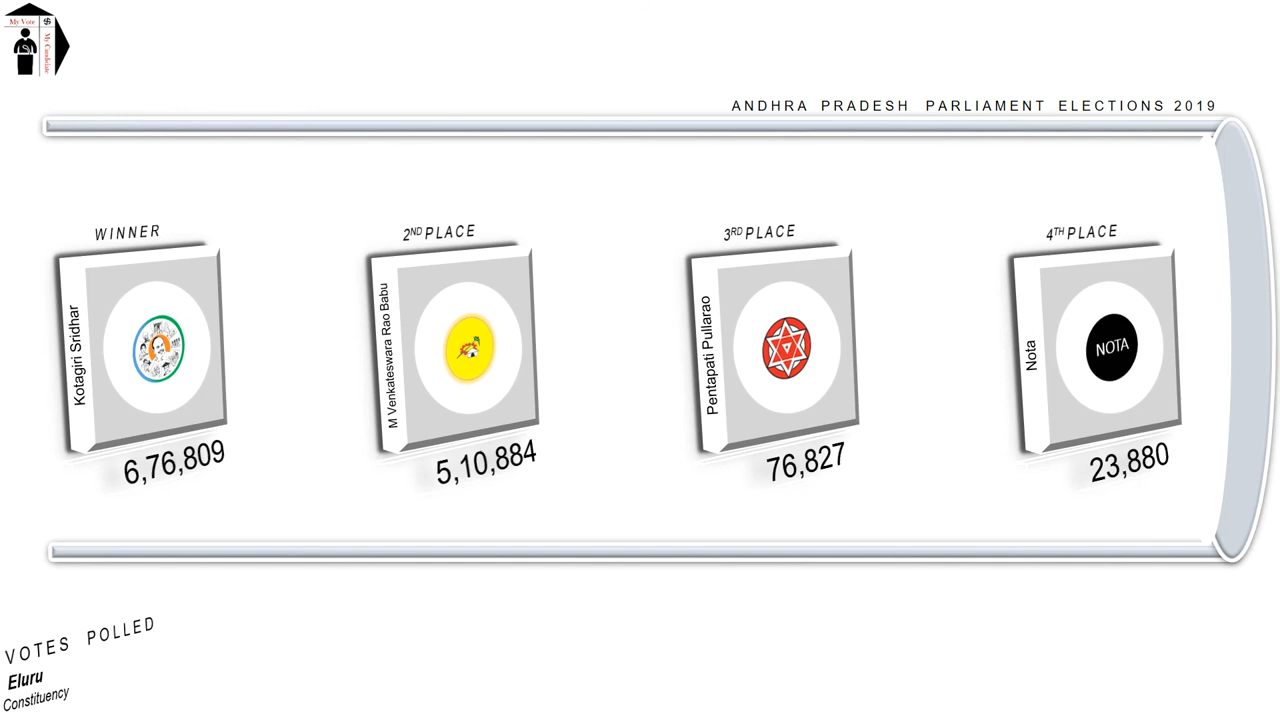 My Vote
My Candidate
ANDHRA PRADESH PARLIAMENT ELECTIONS 2019
WINNER
Kotagiri Sridhar
6,76,809
2ND PLACE
M Venkateswara Rao Babu
5,10,884
3RD PLACE
Pentapati Pullarao
76,827
4TH PLACE
Nota
NOTA
23,880
VOTES POLLED
Eluru
Constituency